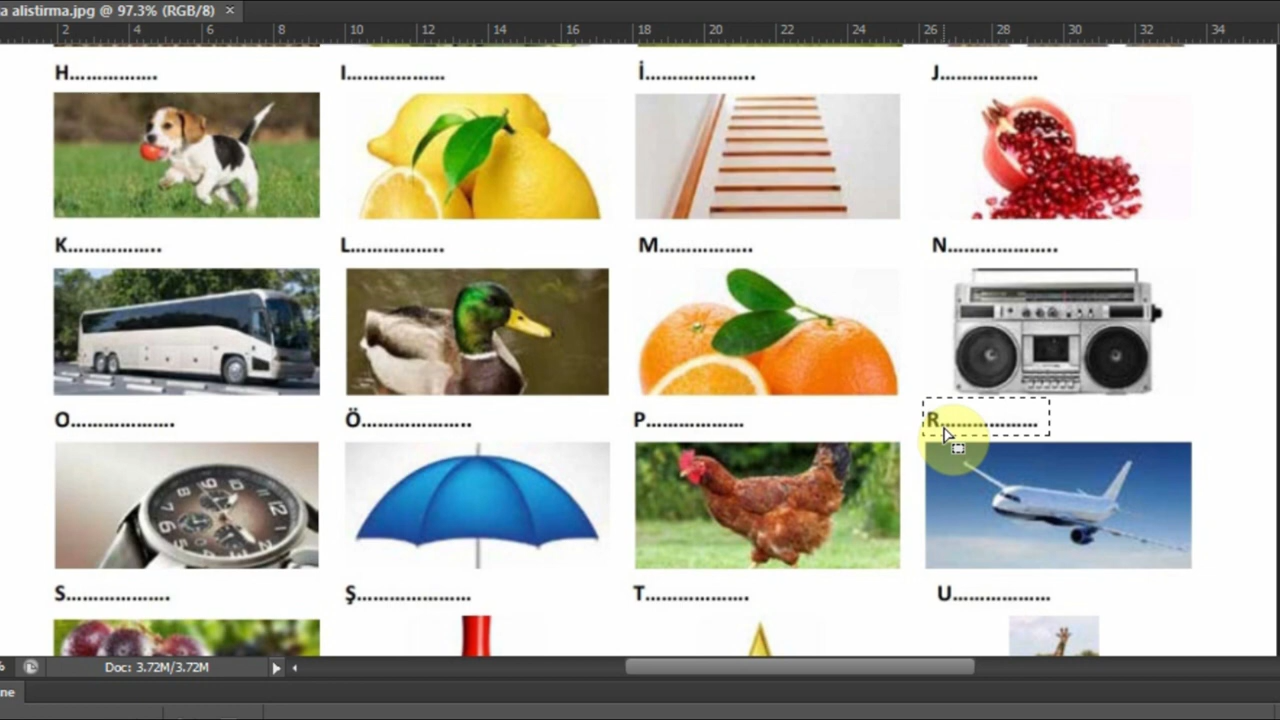 a alistirma.jpg @ 97.3% (RGB/8) ×
2 4 6 8 10 12 14 16 18 20 22 24 26 28 30 32 34
H................ I.................. İ.................... J..................
K................. L................. M.................... N......................
O................... Ö.................... P.................... R..................
S................... Ş..................... T................... U....................
% Doc: 3.72M/3.72M
ne